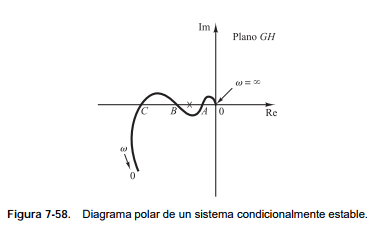 Im
Plano GH
ω = ∞
C B A 0
Re
ω
0
Figura 7-58. Diagrama polar de un sistema condicionalmente estable.